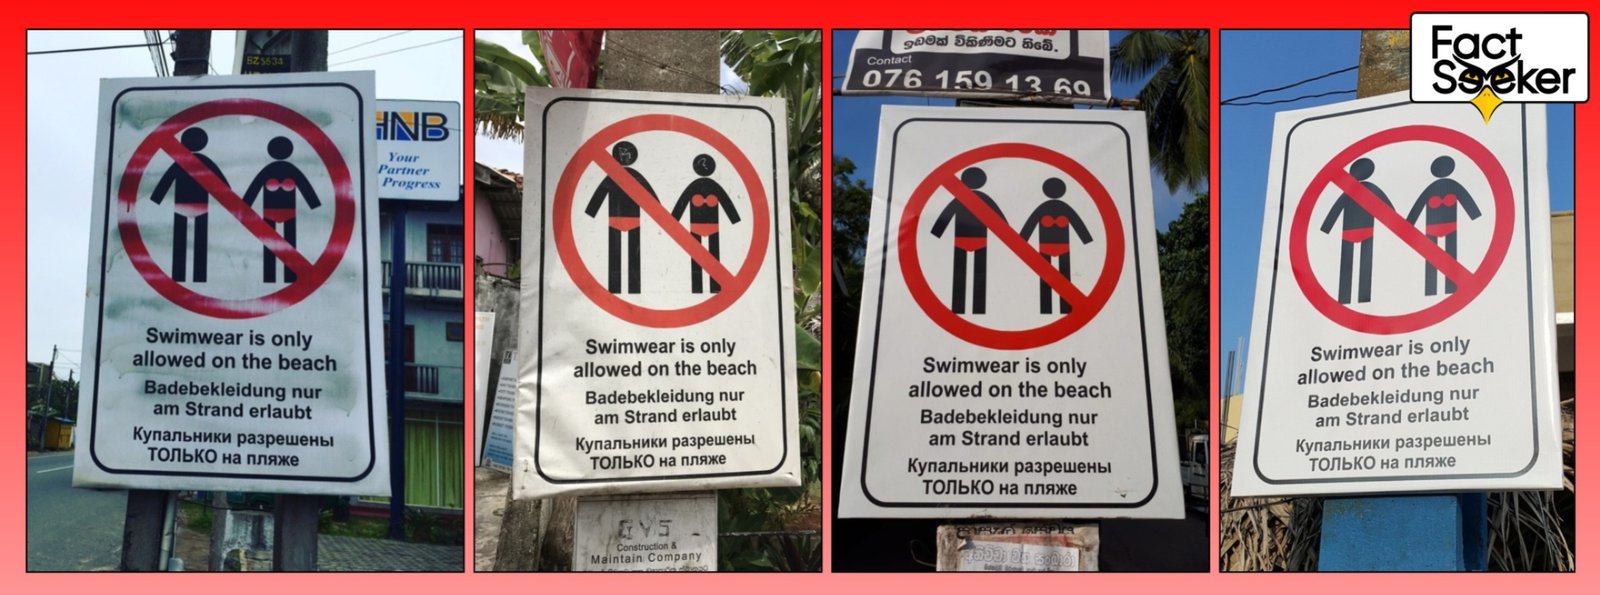 Fact
Seeker
HNB
Your
Partner
Progress
Swimwear is only
allowed on the beach
Badebekleidung nur
am Strand erlaubt
Купальники разрешены
ТОЛЬКО на пляже
Swimwear is only
allowed on the beach
Badebekleidung nur
am Strand erlaubt
Купальники разрешены
ТОЛЬКО на пляже
GVS
Construction &
Maintain Company
ඉඩමක් විකිණීමට තිබේ.
Contact
076 159 13 69
Swimwear is only
allowed on the beach
Badebekleidung nur
am Strand erlaubt
Купальники разрешены
ТОЛЬКО на пляже
Swimwear is only
allowed on the beach
Badebekleidung nur
am Strand erlaubt
Купальники разрешены
ТОЛЬКО на пляже